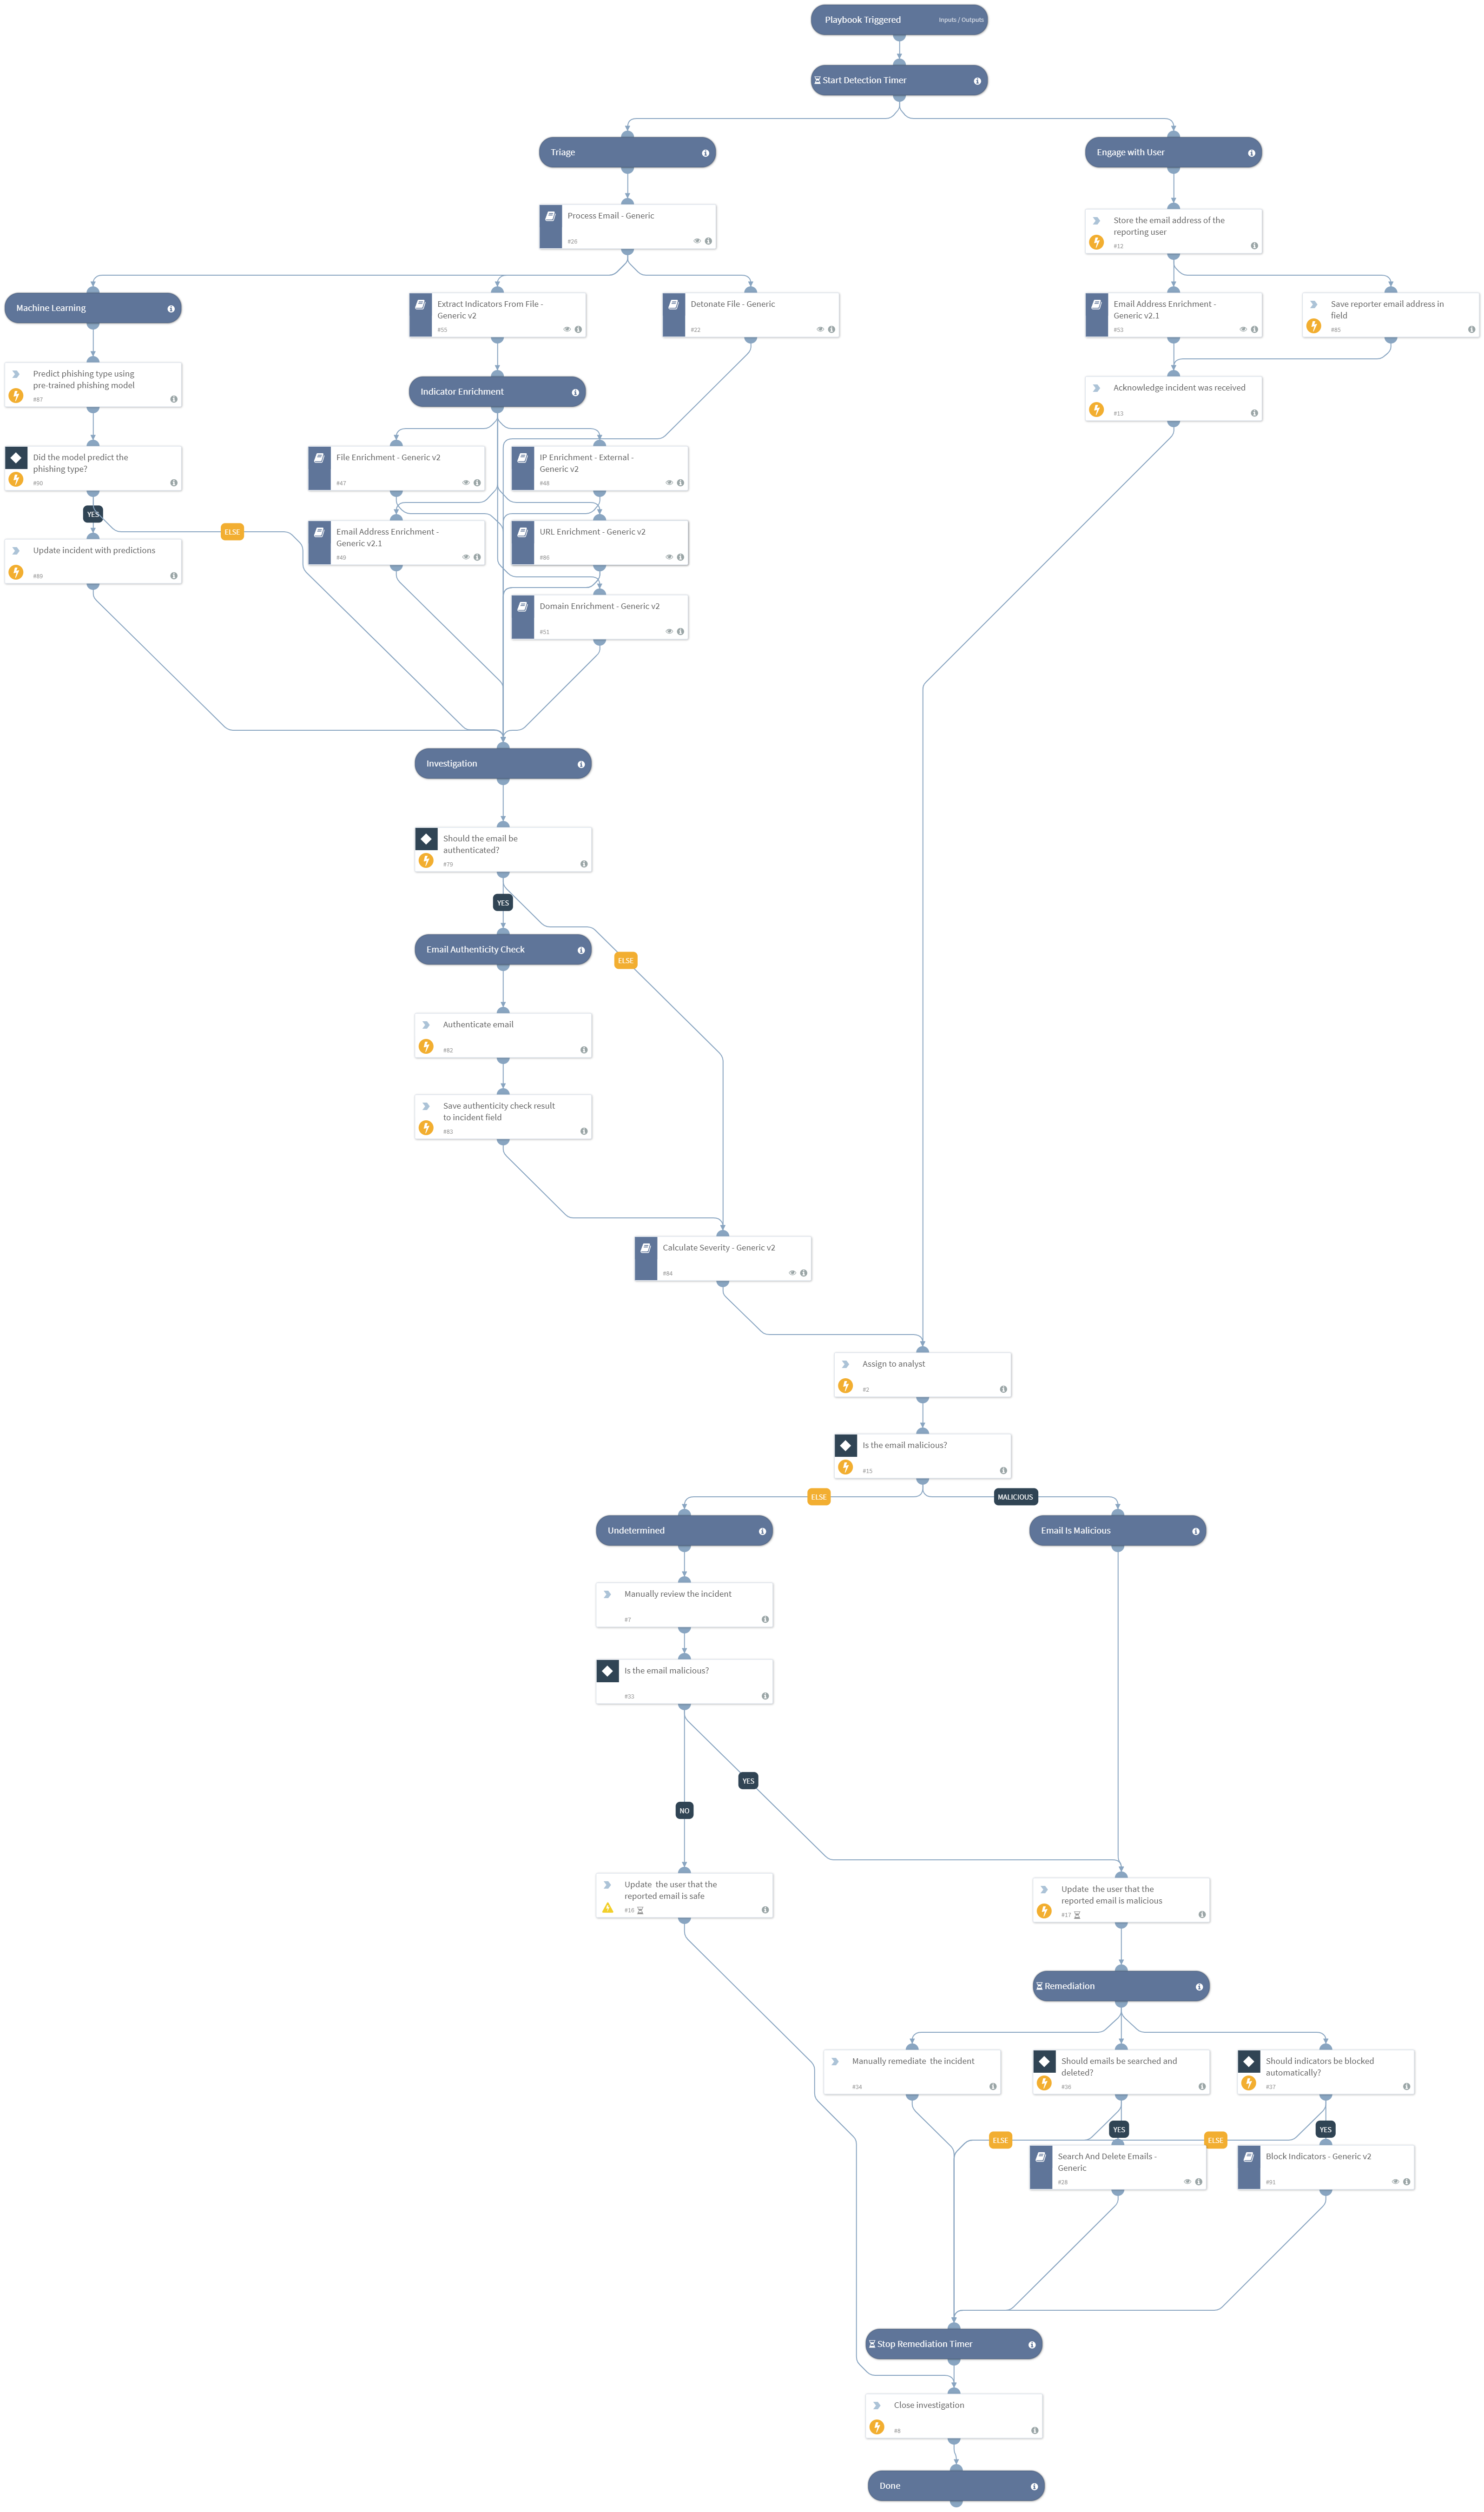 Playbook Triggered
Inputs / Outputs
Start Detection Timer
Triage
Engage with User
Process Email - Generic
#26
Store the email address of the
reporting user
#12
Machine Learning
Extract Indicators From File -
Generic v2
#55
Detonate File - Generic
#22
Email Address Enrichment -
Generic v2.1
#53
Save reporter email address in
field
#85
Predict phishing type using
pre-trained phishing model
#87
Indicator Enrichment
Acknowledge incident was received
#13
Did the model predict the
phishing type?
#90
File Enrichment - Generic v2
#47
IP Enrichment - External -
Generic v2
#48
YES
ELSE
Update incident with predictions
#89
Email Address Enrichment -
Generic v2.1
#49
URL Enrichment - Generic v2
#86
Domain Enrichment - Generic v2
#51
Investigation
Should the email be
authenticated?
#79
YES
Email Authenticity Check
ELSE
Authenticate email
#82
Save authenticity check result
to incident field
#83
Calculate Severity - Generic v2
#84
Assign to analyst
#2
Is the email malicious?
#15
ELSE
MALICIOUS
Undetermined
Email Is Malicious
Manually review the incident
#7
Is the email malicious?
#33
YES
NO
Update the user that the
reported email is safe
#16
Update the user that the
reported email is malicious
#17
Remediation
Manually remediate the incident
#34
Should emails be searched and
deleted?
#36
Should indicators be blocked
automatically?
#37
YES
YES
ELSE
ELSE
Search And Delete Emails -
Generic
#28
Block Indicators - Generic v2
#91
Stop Remediation Timer
Close investigation
#8
Done